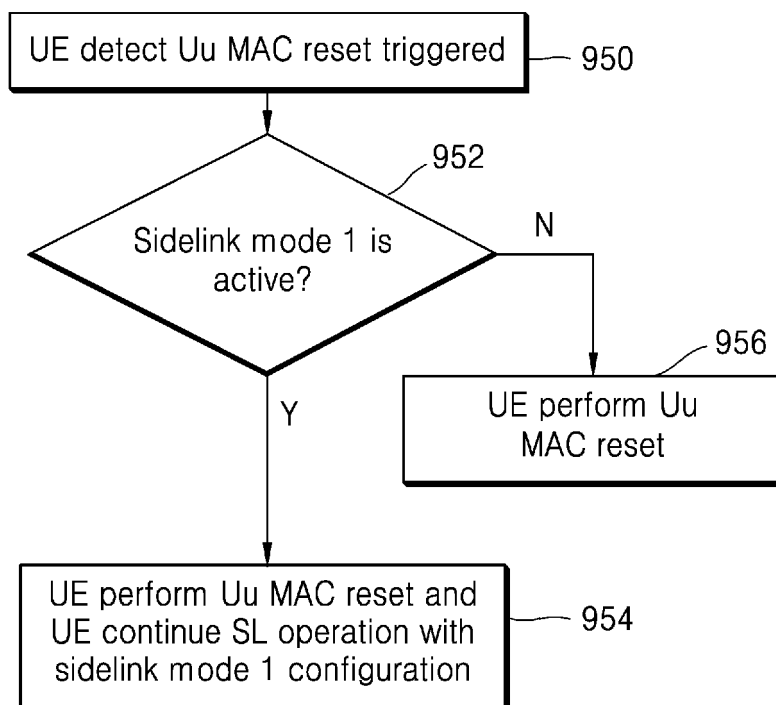 UE detect Uu MAC reset triggered
950
952
Sidelink mode 1 is
active?
N
Y
956
UE perform Uu
MAC reset
UE perform Uu MAC reset and
UE continue SL operation with
sidelink mode 1 configuration
954